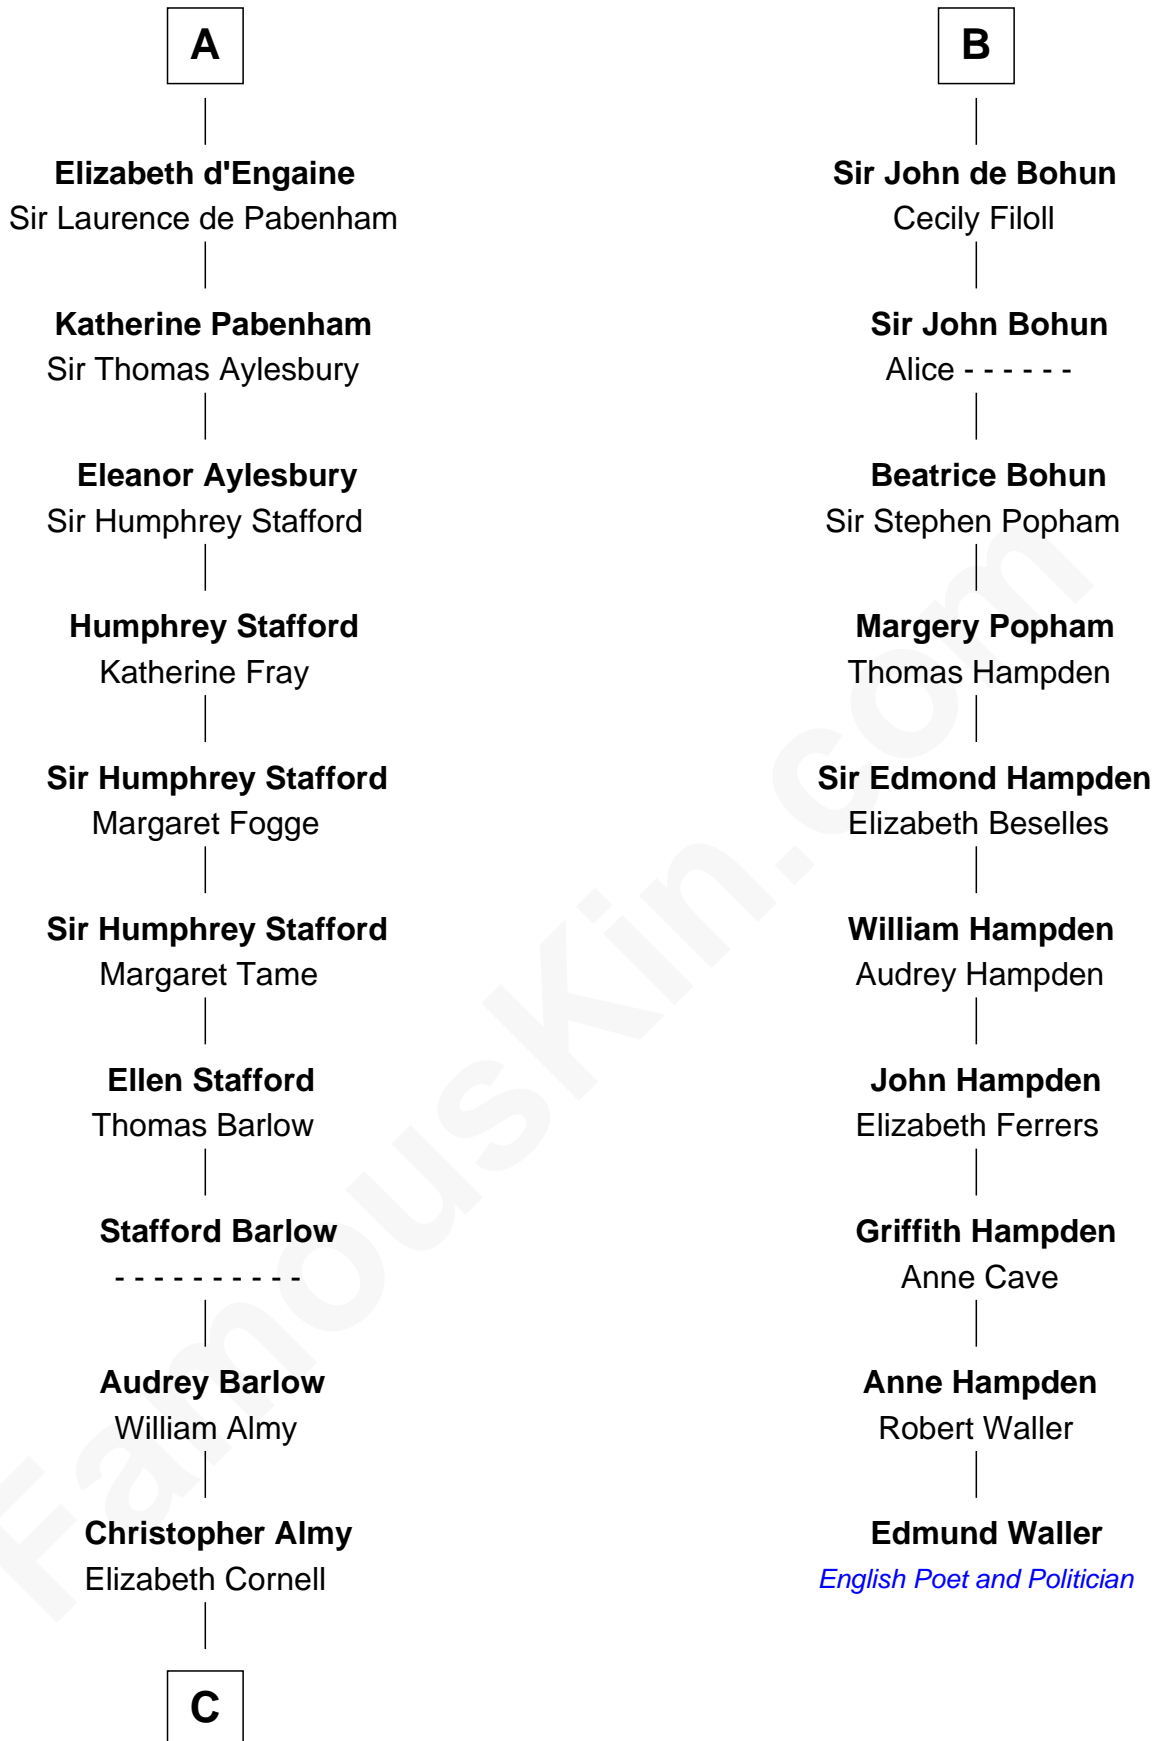 A
Elizabeth d'Engaine
Sir Laurence de Pabenham
Katherine Pabenham
Sir Thomas Aylesbury
Eleanor Aylesbury
Sir Humphrey Stafford
Humphrey Stafford
Katherine Fray
Sir Humphrey Stafford
Margaret Fogge
Sir Humphrey Stafford
Margaret Tame
Ellen Stafford
Thomas Barlow
Stafford Barlow
- - - - - - - - - -
Audrey Barlow
William Almy
Christopher Almy
Elizabeth Cornell
C
B
Sir John de Bohun
Cecily Filoll
Sir John Bohun
Alice - - - - - -
Beatrice Bohun
Sir Stephen Popham
Margery Popham
Thomas Hampden
Sir Edmond Hampden
Elizabeth Beselles
William Hampden
Audrey Hampden
John Hampden
Elizabeth Ferrers
Griffith Hampden
Anne Cave
Anne Hampden
Robert Waller
Edmund Waller
English Poet and Politician
FamousKin.com